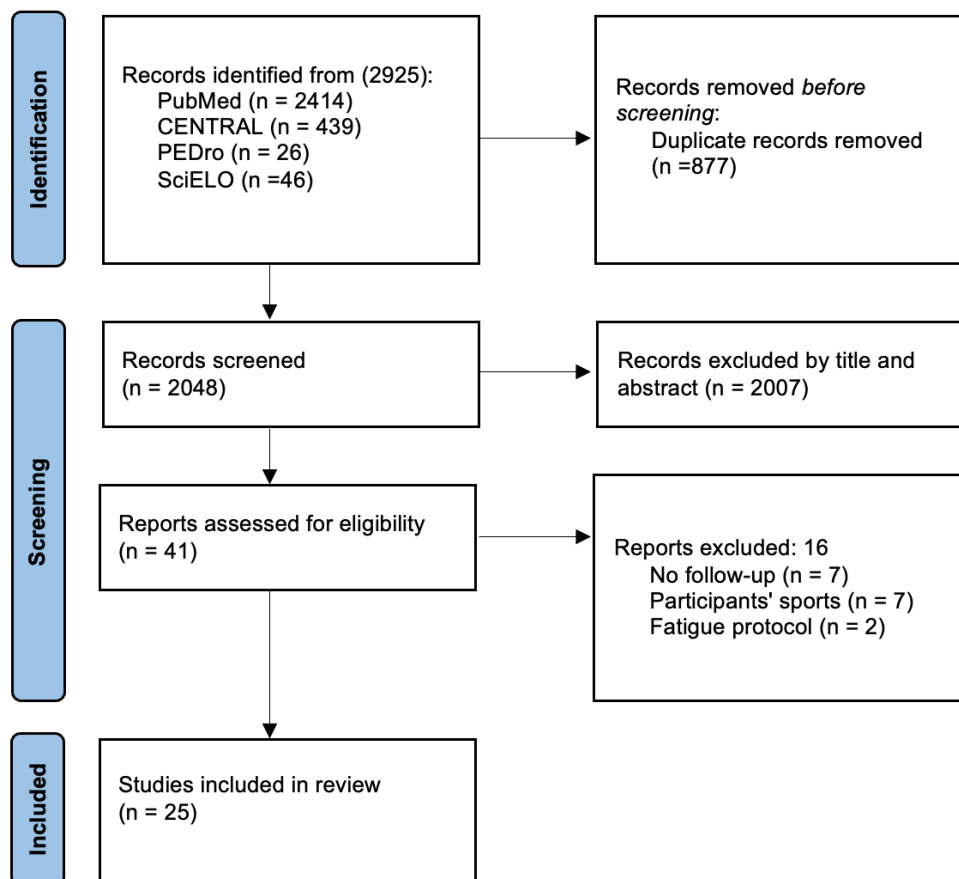 Identification
Records identified from (2925):
PubMed (n = 2414)
CENTRAL (n = 439)
PEDro (n = 26)
SciELO (n =46)
Records removed before
screening:
Duplicate records removed
(n =877)
Screening
Records screened
(n = 2048)
Records excluded by title and
abstract (n = 2007)
Reports assessed for eligibility
(n = 41)
Reports excluded: 16
No follow-up (n = 7)
Participants' sports (n = 7)
Fatigue protocol (n = 2)
Included
Studies included in review
(n = 25)